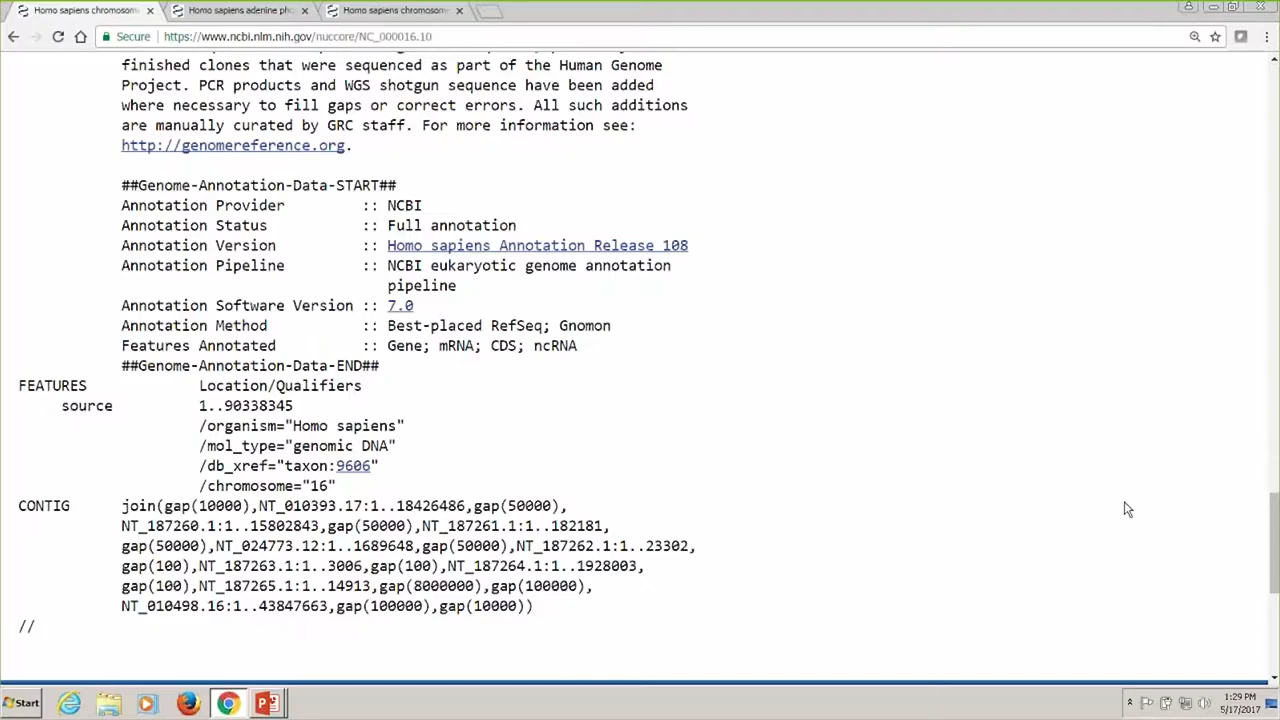 Homo sapiens chromosom
Homo sapiens adenine pho
Homo sapiens chromosom
Secure
https://www.ncbi.nlm.nih.gov/nuccore/NC_000016.10
finished clones that were sequenced as part of the Human Genome
Project. PCR products and WGS shotgun sequence have been added
where necessary to fill gaps or correct errors. All such additions
are manually curated by GRC staff. For more information see:
http://genomereference.org.
##Genome-Annotation-Data-START##
Annotation Provider :: NCBI
Annotation Status :: Full annotation
Annotation Version :: Homo sapiens Annotation Release 108
Annotation Pipeline :: NCBI eukaryotic genome annotation
pipeline
Annotation Software Version :: 7.0
Annotation Method :: Best-placed RefSeq; Gnomon
Features Annotated :: Gene; mRNA; CDS; ncRNA
##Genome-Annotation-Data-END##
FEATURES Location/Qualifiers
source 1..90338345
/organism="Homo sapiens"
/mol_type="genomic DNA"
/db_xref="taxon:9606"
/chromosome="16"
CONTIG join(gap(10000),NT_010393.17:1..18426486,gap(50000),
NT_187260.1:1..15802843,gap(50000),NT_187261.1:1..182181,
gap(50000),NT_024773.12:1..1689648,gap(50000),NT_187262.1:1..23302,
gap(100),NT_187263.1:1..3006,gap(100),NT_187264.1:1..1928003,
gap(100),NT_187265.1:1..14913,gap(8000000),gap(100000),
NT_010498.16:1..43847663,gap(100000),gap(10000))
//
Start
1:29 PM
5/17/2017